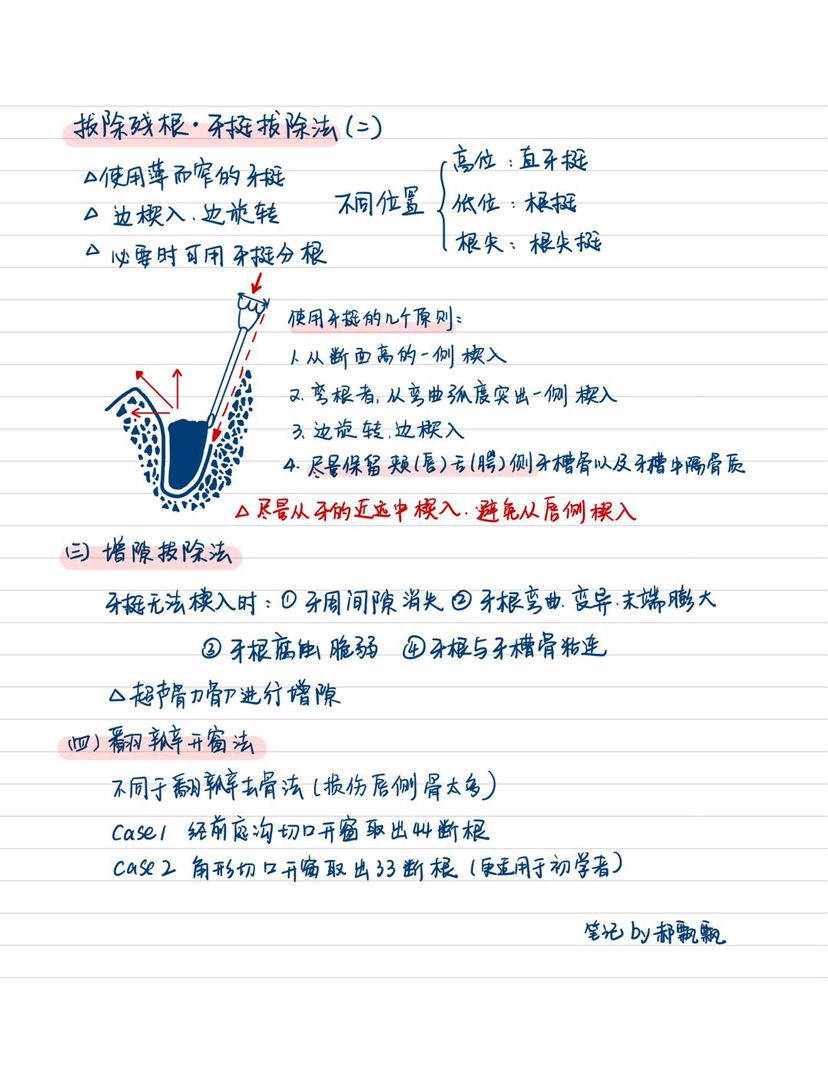 拔除残根·牙挺拔除法(二)
△使用薄而窄的牙挺
△ 边楔入、边旋转
△ 必要时可用牙挺分根
不同位置
高位：直牙挺
低位：根挺
根尖：根尖挺
使用牙挺的几个原则：
1. 从断面高的一侧楔入
2. 弯根者，从弯曲弧度突出一侧楔入
3. 边旋转、边楔入
4. 尽量保留颊(唇)舌(腭)侧牙槽骨以及牙槽中隔骨质
△尽量从牙的近远中楔入、避免从唇侧楔入
(三) 增隙拔除法
牙挺无法楔入时：① 牙周间隙消失 ② 牙根弯曲、变异、末端膨大
③ 牙根腐蚀脆弱 ④牙根与牙槽骨粘连
△超声骨刀骨刀进行增隙
(四) 翻瓣开窗法
不同于翻瓣去骨法 (损伤唇侧骨太多)
Case1 经前庭沟切口开窗取出44断根
Case2 角形切口开窗取出33断根 (更适用于初学者)
笔记by郝飘飘